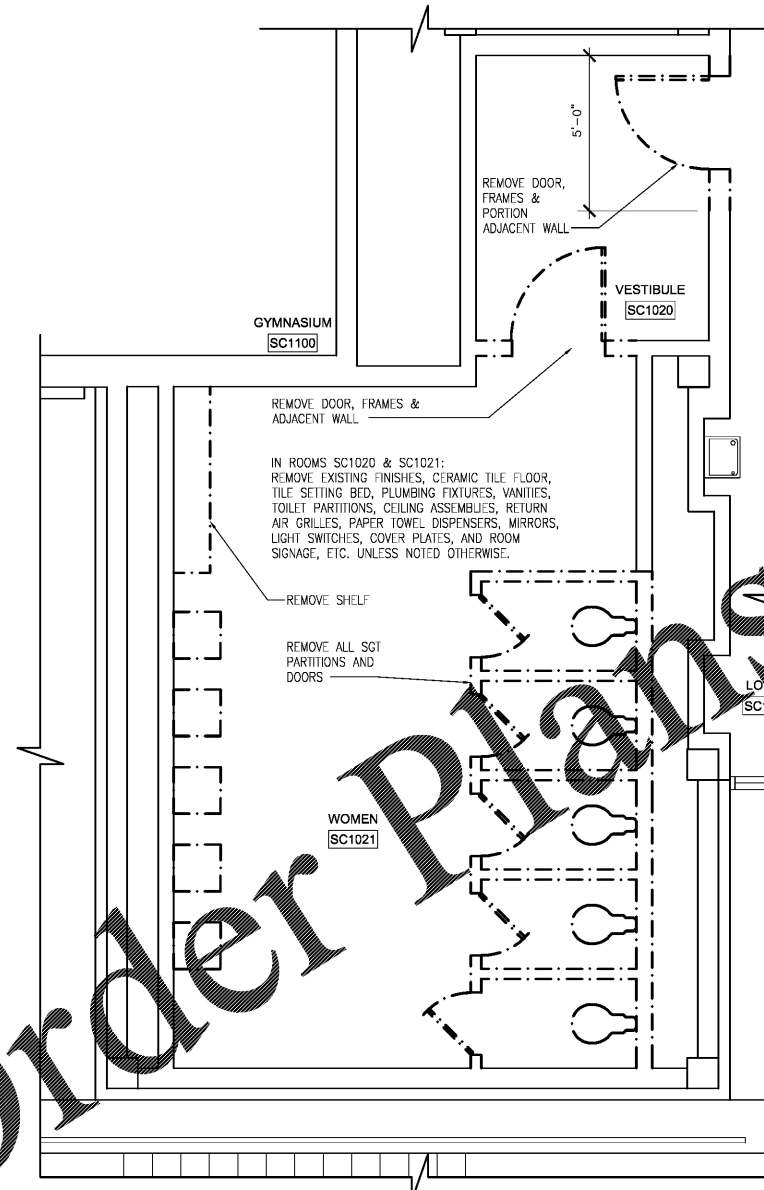 5'-0"
REMOVE DOOR,
FRAMES &
PORTION
ADJACENT WALL
VESTIBULE
SC1020
GYMNASIUM
SC1100
REMOVE DOOR, FRAMES &
ADJACENT WALL
IN ROOMS SC1020 & SC1021:
REMOVE EXISTING FINISHES, CERAMIC TILE FLOOR,
TILE SETTING BED, PLUMBING FIXTURES, VANITIES,
TOILET PARTITIONS, CEILING ASSEMBLIES, RETURN
AIR GRILLES, PAPER TOWEL DISPENSERS, MIRRORS,
LIGHT SWITCHES, COVER PLATES, AND ROOM
SIGNAGE, ETC. UNLESS NOTED OTHERWISE.
REMOVE SHELF
REMOVE ALL SGT
PARTITIONS AND
DOORS
WOMEN
SC1021
Order Plans